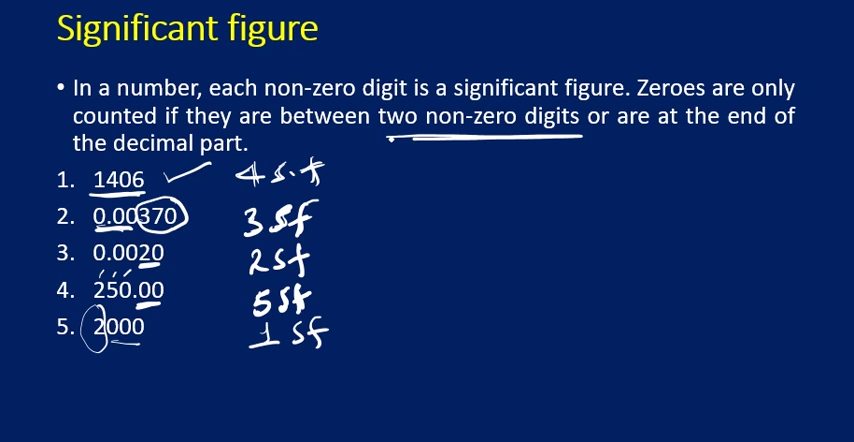 Significant figure
• In a number, each non-zero digit is a significant figure. Zeroes are only
counted if they are between two non-zero digits or are at the end of
the decimal part.
1. 1406 ✓ 4 s.f
2. 0.00370 3 sf
3. 0.0020 2 sf
4. 250.00 5 sf
5. 2000 1 sf